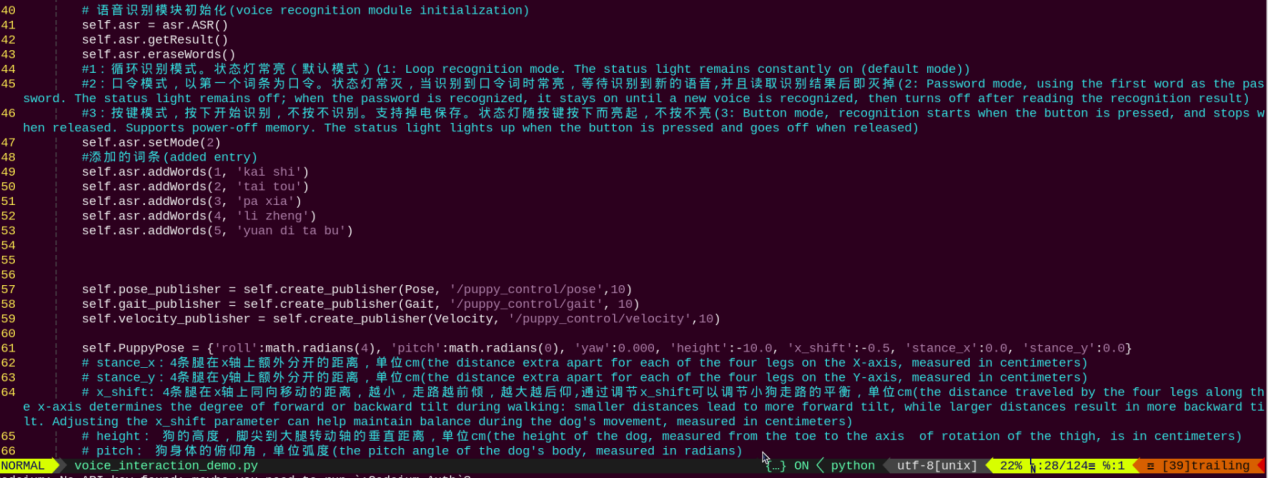 40 # 语音识别模块初始化(voice recognition module initialization)
41 self.asr = asr.ASR()
42 self.asr.getResult()
43 self.asr.eraseWords()
44 #1：循环识别模式。状态灯常亮（默认模式）(1: Loop recognition mode. The status light remains constantly on (default mode))
45 #2：口令模式，以第一个词条为口令。状态灯常灭，当识别到口令词时常亮，等待识别到新的语音,并且读取识别结果后即灭掉(2: Password mode, using the first word as the pas
sword. The status light remains off; when the password is recognized, it stays on until a new voice is recognized, then turns off after reading the recognition result)
46 #3：按键模式，按下开始识别，不按不识别。支持掉电保存。状态灯随按键按下而亮起，不按不亮(3: Button mode, recognition starts when the button is pressed, and stops w
hen released. Supports power-off memory. The status light lights up when the button is pressed and goes off when released)
47 self.asr.setMode(2)
48 #添加的词条(added entry)
49 self.asr.addWords(1, 'kai shi')
50 self.asr.addWords(2, 'tai tou')
51 self.asr.addWords(3, 'pa xia')
52 self.asr.addWords(4, 'li zheng')
53 self.asr.addWords(5, 'yuan di ta bu')
54
55
56
57 self.pose_publisher = self.create_publisher(Pose, '/puppy_control/pose',10)
58 self.gait_publisher = self.create_publisher(Gait, '/puppy_control/gait', 10)
59 self.velocity_publisher = self.create_publisher(Velocity, '/puppy_control/velocity',10)
60
61 self.PuppyPose = {'roll':math.radians(4), 'pitch':math.radians(0), 'yaw':0.000, 'height':-10.0, 'x_shift':-0.5, 'stance_x':0.0, 'stance_y':0.0}
62 # stance_x：4条腿在x轴上额外分开的距离，单位cm(the distance extra apart for each of the four legs on the X-axis, measured in centimeters)
63 # stance_y：4条腿在y轴上额外分开的距离，单位cm(the distance extra apart for each of the four legs on the Y-axis, measured in centimeters)
64 # x_shift: 4条腿在x轴上同向移动的距离，越小，走路越前倾，越大越后仰,通过调节x_shift可以调节小狗走路的平衡，单位cm(the distance traveled by the four legs along th
e x-axis determines the degree of forward or backward tilt during walking: smaller distances lead to more forward tilt, while larger distances result in more backward ti
lt. Adjusting the x_shift parameter can help maintain balance during the dog's movement, measured in centimeters)
65 # height： 狗的高度，脚尖到大腿转动轴的垂直距离，单位cm(the height of the dog, measured from the toe to the axis  of rotation of the thigh, is in centimeters)
66 # pitch： 狗身体的俯仰角，单位弧度(the pitch angle of the dog's body, measured in radians)
NORMAL voice_interaction_demo.py {…} ON python utf-8[unix] 22% :28/124≡ %:1 [39]trailing